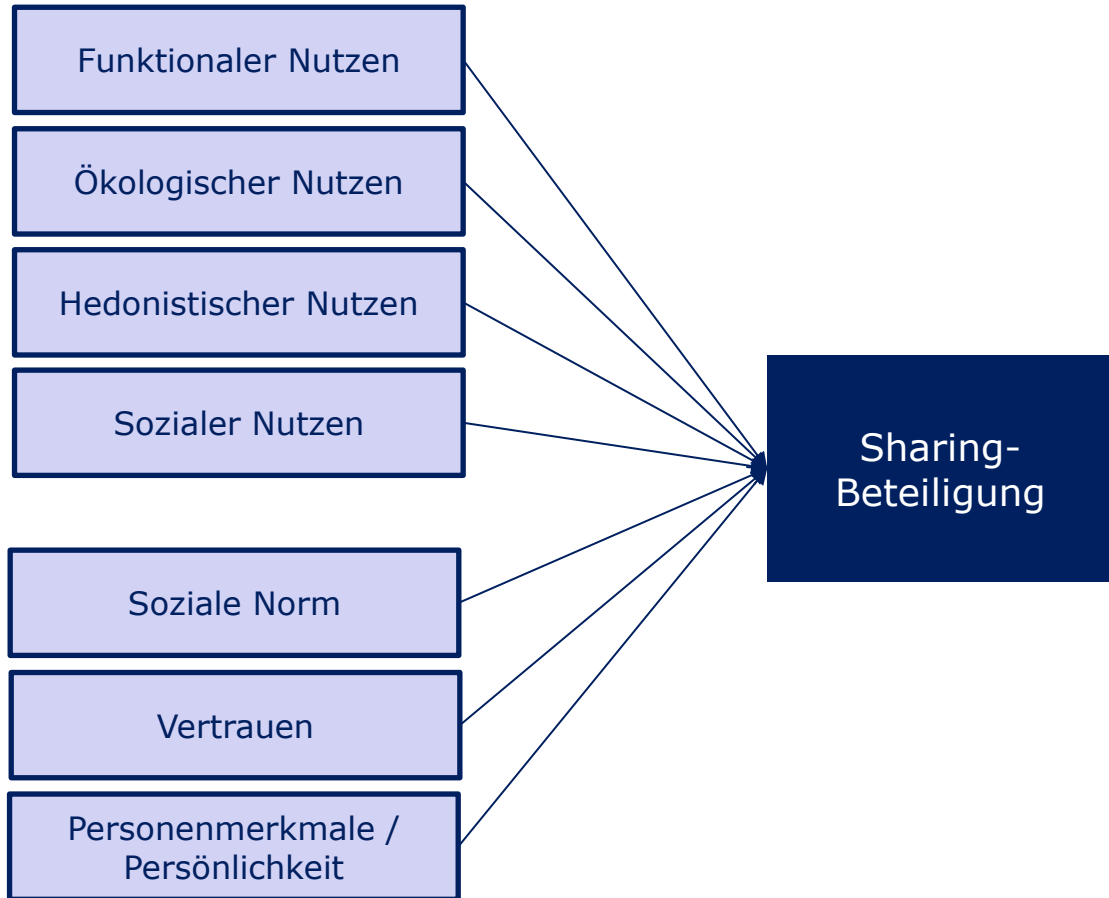 Funktionaler Nutzen
Ökologischer Nutzen
Hedonistischer Nutzen
Sozialer Nutzen
Sharing-
Beteiligung
Soziale Norm
Vertrauen
Personenmerkmale /
Persönlichkeit